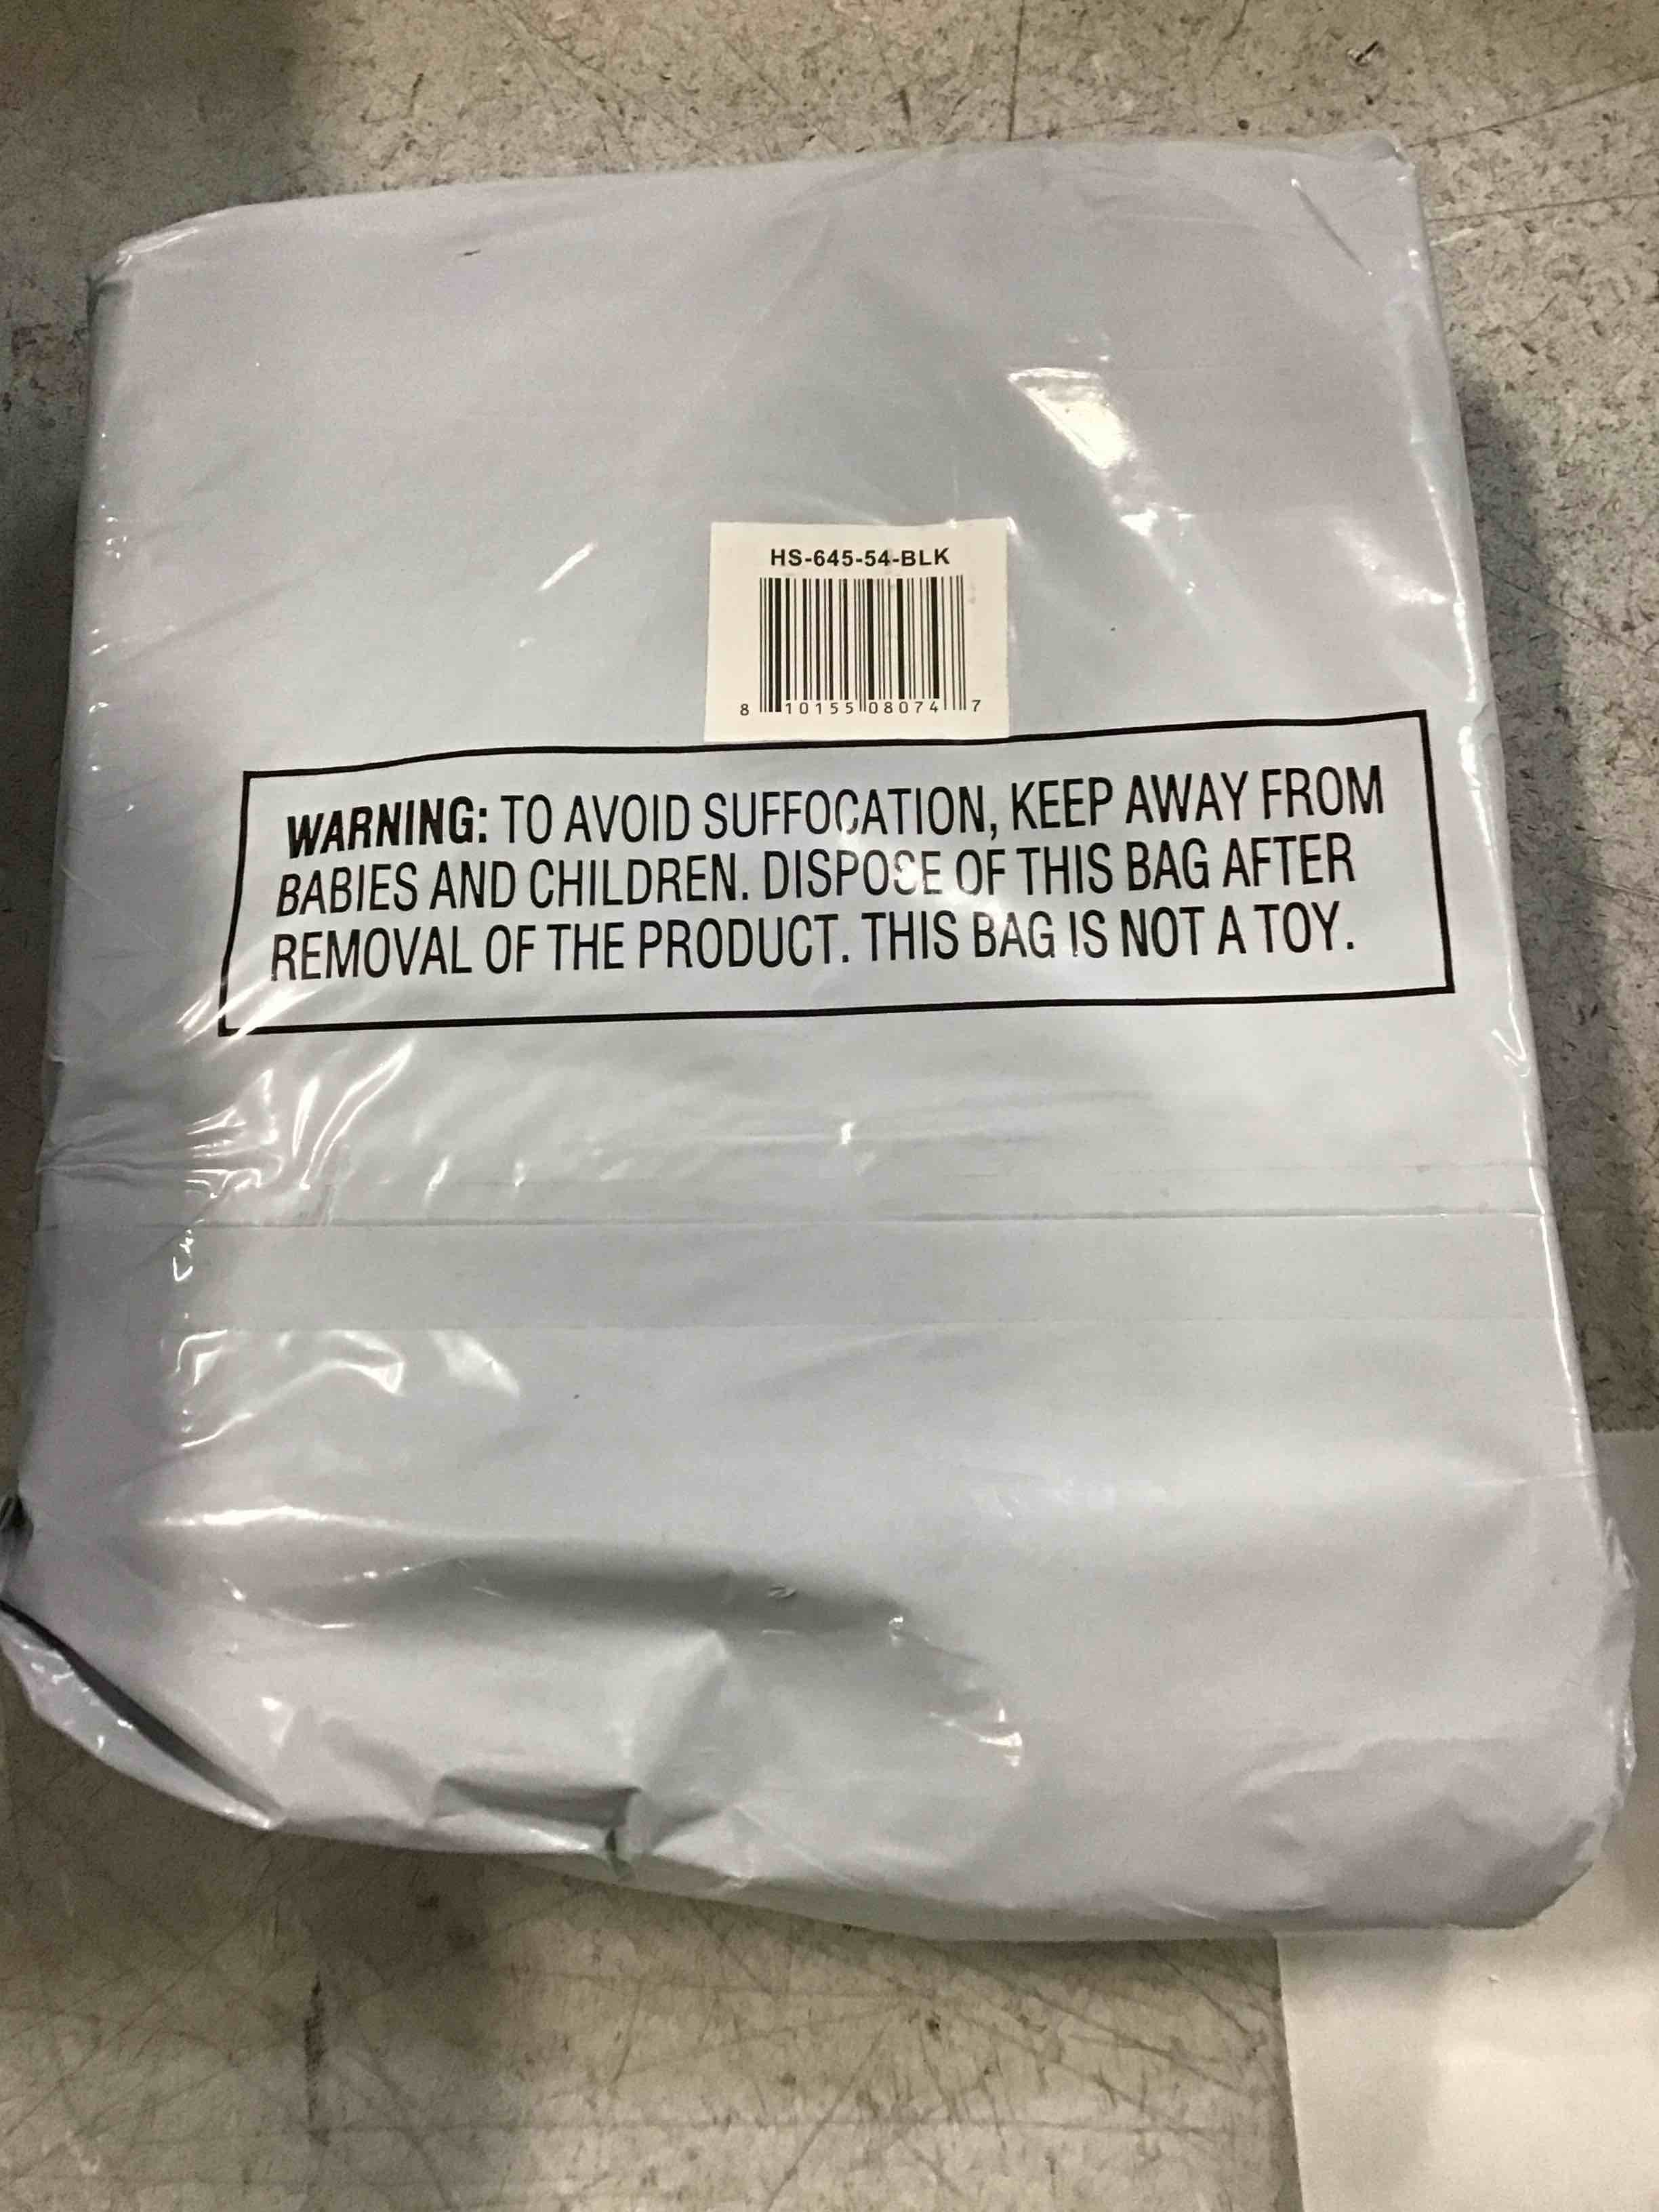 HS-645-54-BLK
8 10155 08074 7
WARNING: TO AVOID SUFFOCATION, KEEP AWAY FROM
BABIES AND CHILDREN. DISPOSE OF THIS BAG AFTER
REMOVAL OF THE PRODUCT. THIS BAG IS NOT A TOY.